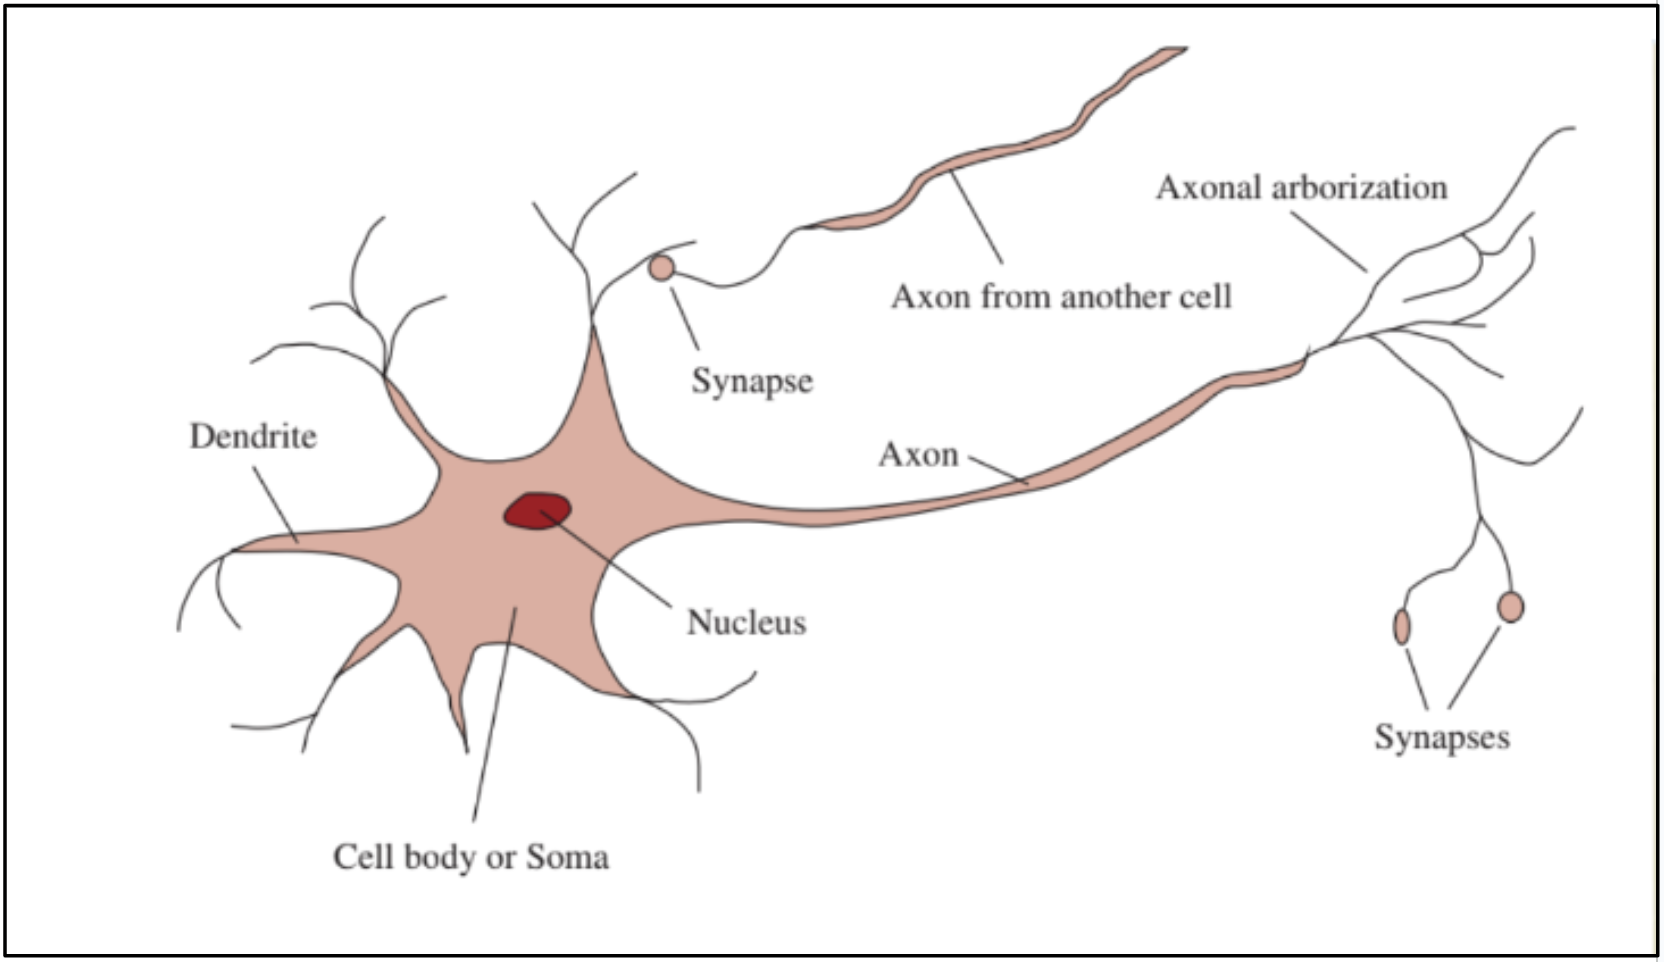 Axonal arborization
Axon from another cell
Synapse
Dendrite
Axon
Nucleus
Synapses
Cell body or Soma